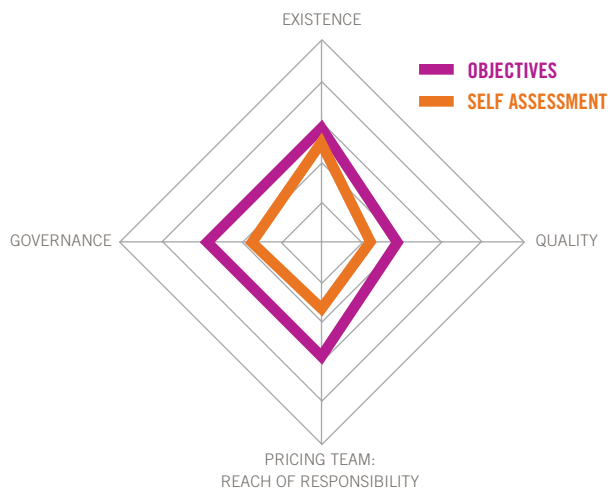 EXISTENCE
OBJECTIVES
SELF ASSESSMENT
GOVERNANCE
QUALITY
PRICING TEAM:
REACH OF RESPONSIBILITY